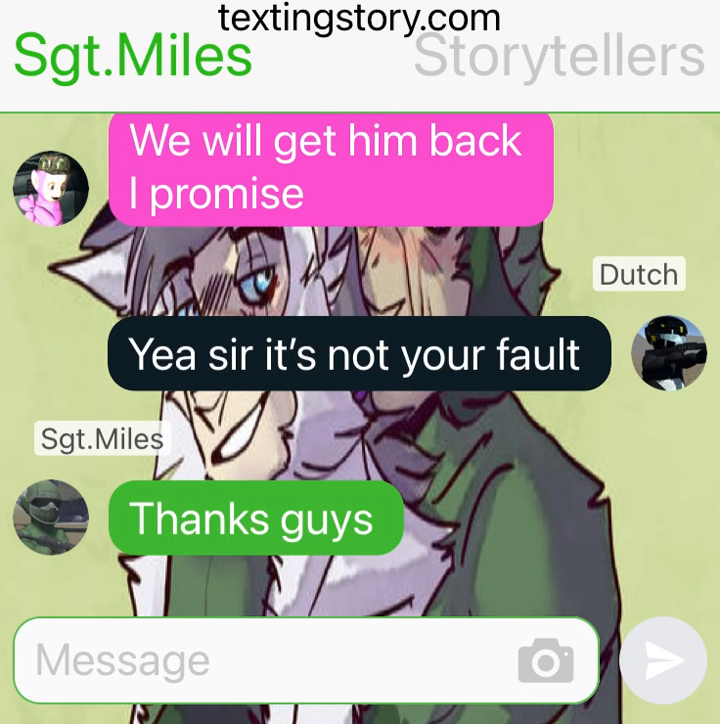 textingstory.com
Sgt.Miles
Storytellers
We will get him back
I promise
Dutch
Yea sir it’s not your fault
Sgt.Miles
Thanks guys
Message